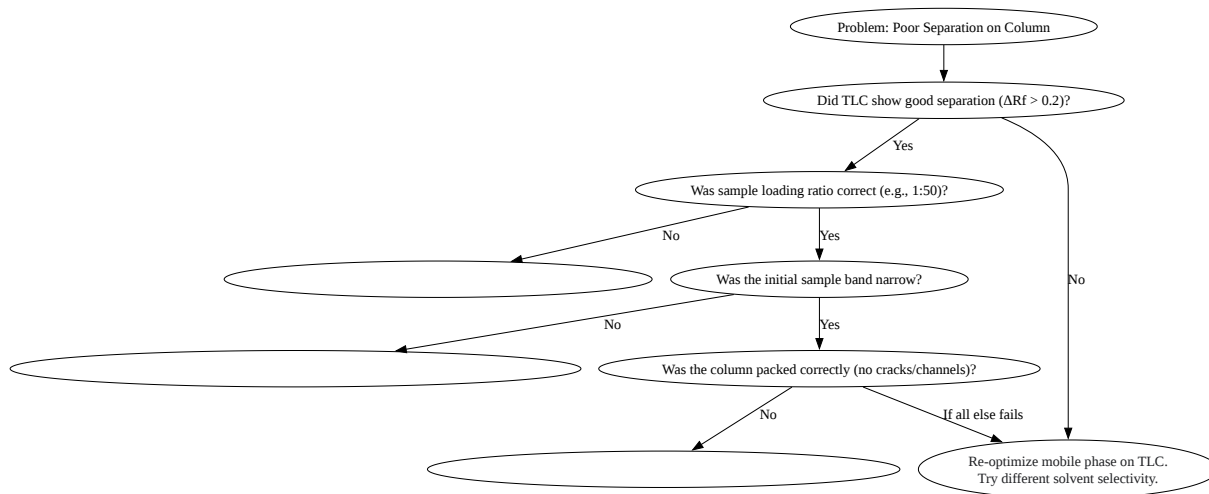 Problem: Poor Separation on Column
Did TLC show good separation (ΔRf > 0.2)?
Yes
Was sample loading ratio correct (e.g., 1:50)?
No
Yes
Was the initial sample band narrow?
No
No
Yes
Was the column packed correctly (no cracks/channels)?
No
If all else fails
Re-optimize mobile phase on TLC.
Try different solvent selectivity.